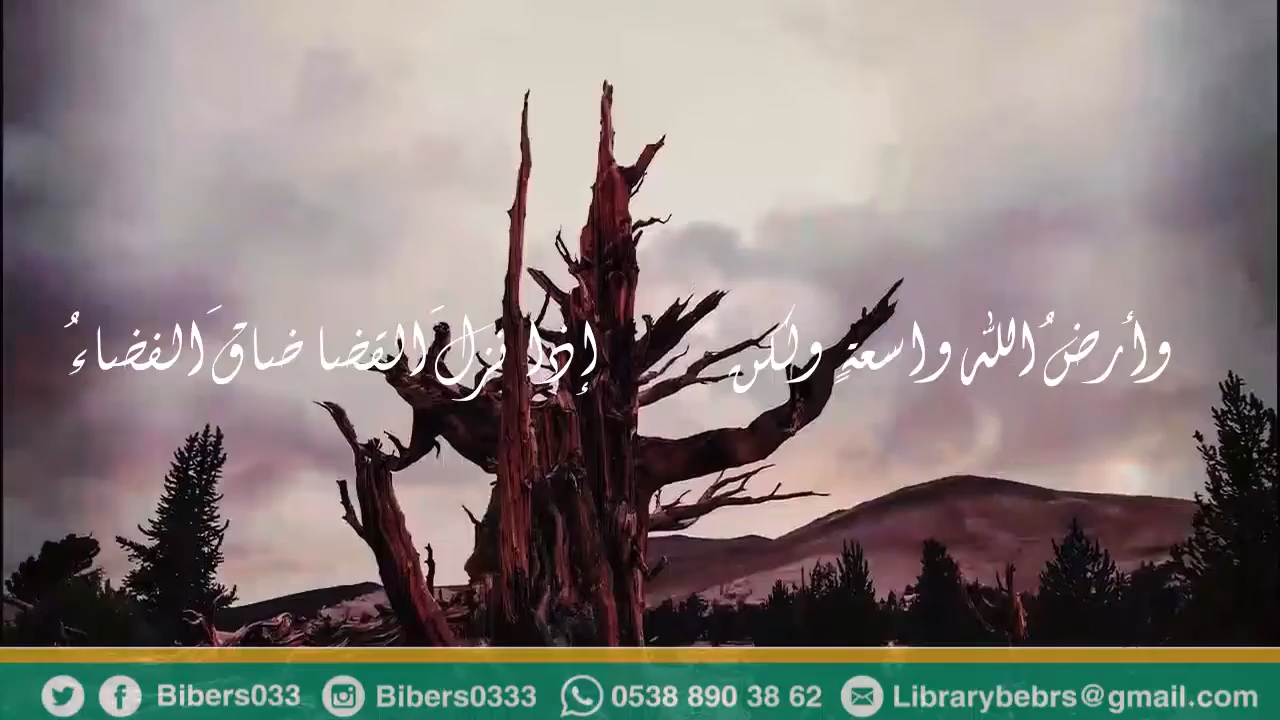 وأرضُ الله واسعةٍ ولكن إذا نزلَ القضا ضاقَ الفضاءُ
Bibers033 Bibers0333 0538 890 38 62 Librarybebrs@gmail.com